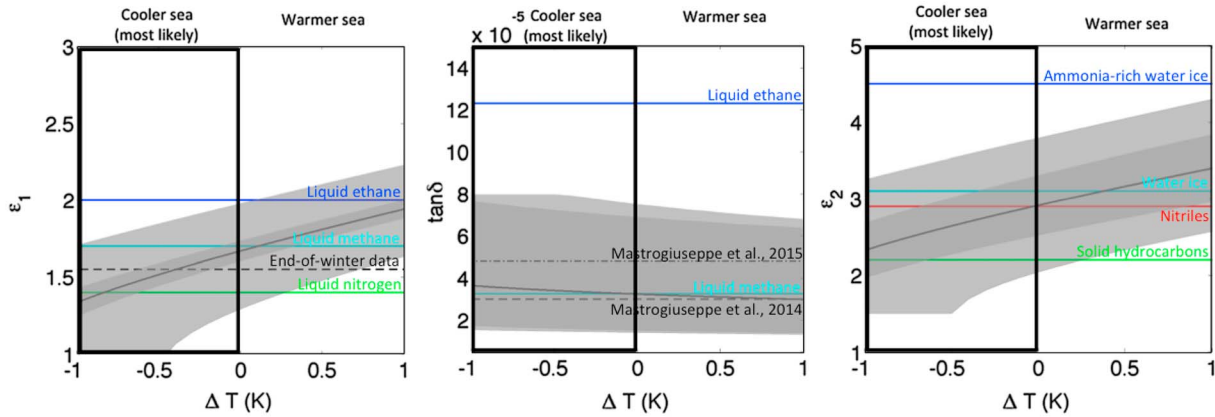 Cooler sea
(most likely)
Warmer sea
3
2.5
2
1.5
1
ε1
Liquid ethane
Liquid methane
End-of-winter data
Liquid nitrogen
-1 -0.5 0 0.5 1
Δ T (K)
x 10 -5
Cooler sea
(most likely)
Warmer sea
14
12
10
8
6
4
2
tanδ
Liquid ethane
Mastrogiuseppe et al., 2015
Liquid methane
Mastrogiuseppe et al., 2014
-1 -0.5 0 0.5 1
Δ T (K)
Cooler sea
(most likely)
Warmer sea
5
4
3
2
1
ε2
Ammonia-rich water ice
Water ice
Nitriles
Solid hydrocarbons
-1 -0.5 0 0.5 1
Δ T (K)